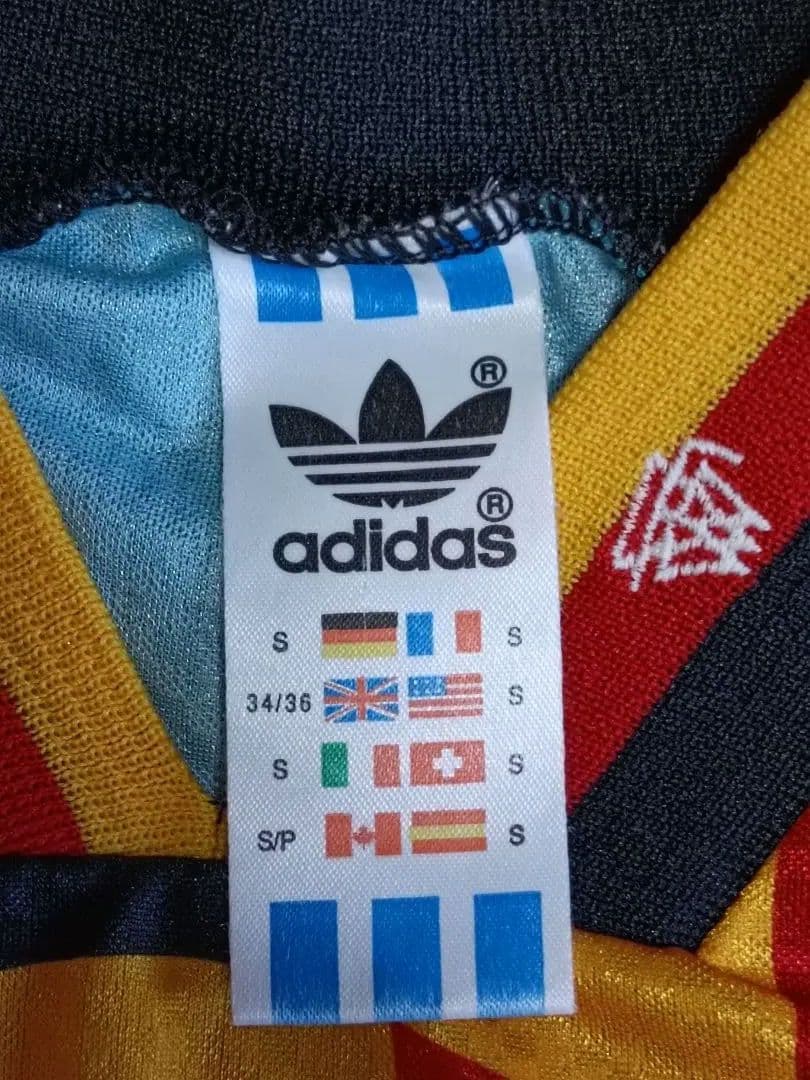 ®
adidas®
S S
34/36 S
S S
S/P S